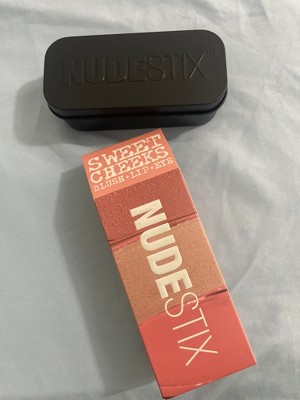 NUDESTIX
SWEET
CHEEKS
BLUSH+LIP+EYE
NUDESTIX